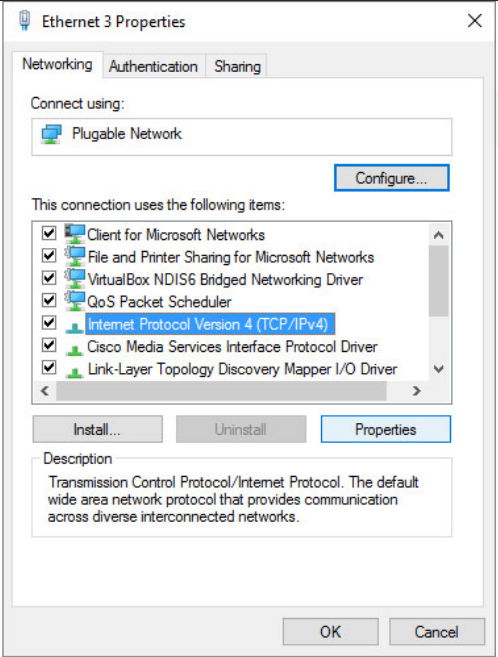 Ethernet 3 Properties
Networking Authentication Sharing
Connect using:
Plugable Network
Configure...
This connection uses the following items:
Client for Microsoft Networks
File and Printer Sharing for Microsoft Networks
VirtualBox NDIS6 Bridged Networking Driver
QoS Packet Scheduler
Internet Protocol Version 4 (TCP/IPv4)
Cisco Media Services Interface Protocol Driver
Link-Layer Topology Discovery Mapper I/O Driver
Install... Uninstall Properties
Description
Transmission Control Protocol/Internet Protocol. The default
wide area network protocol that provides communication
across diverse interconnected networks.
OK Cancel